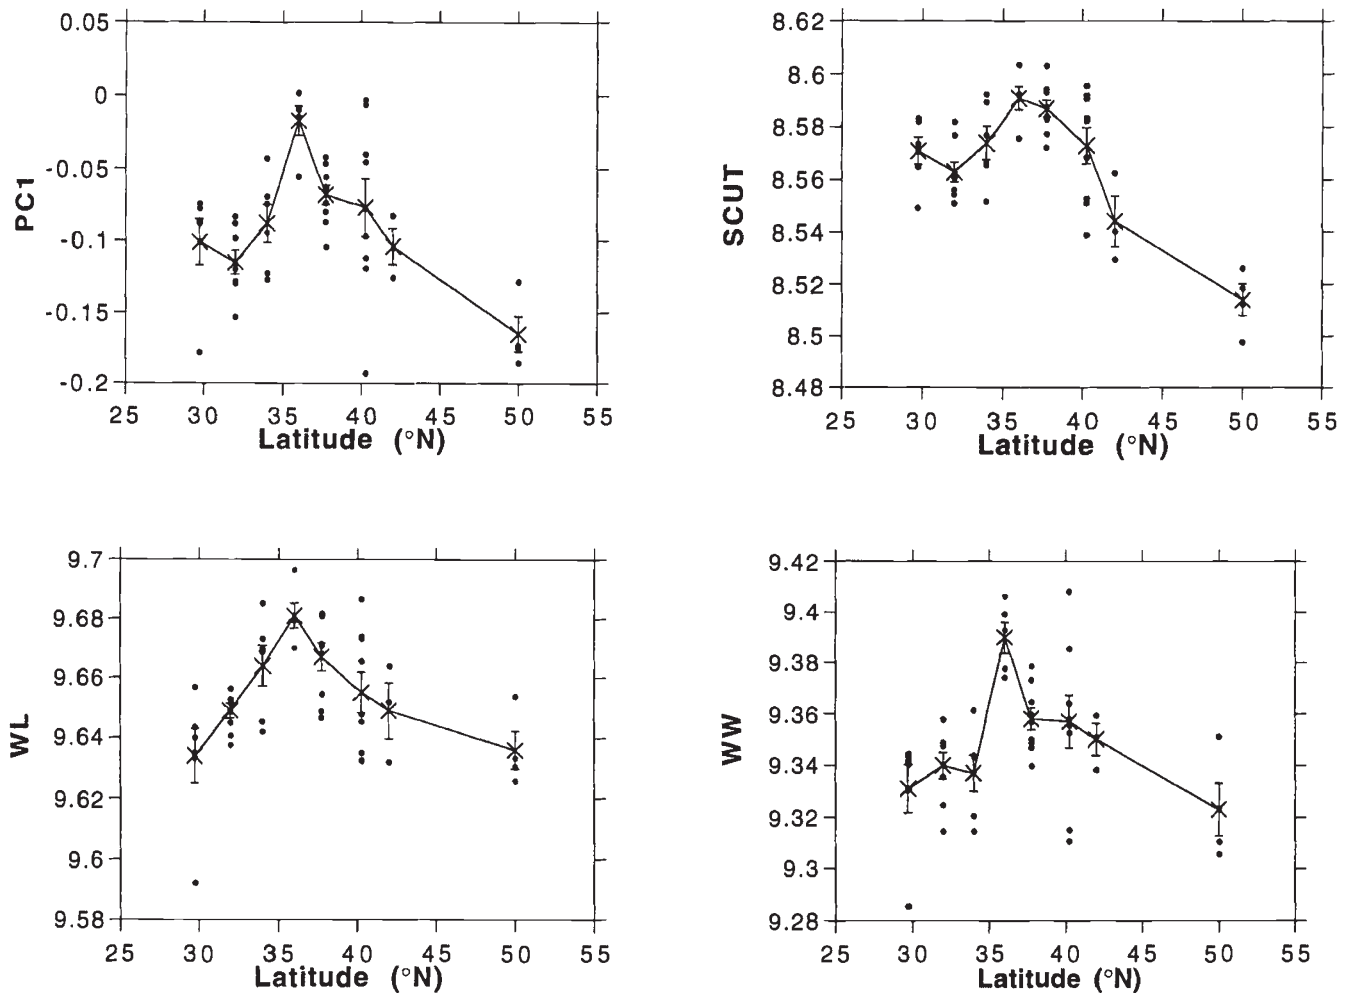 PC1
0.05
0
-0.05
-0.1
-0.15
-0.2
25 30 35 40 45 50 55
Latitude (°N)
SCUT
8.62
8.6
8.58
8.56
8.54
8.52
8.5
8.48
25 30 35 40 45 50 55
Latitude (°N)
WL
9.7
9.68
9.66
9.64
9.62
9.6
9.58
25 30 35 40 45 50 55
Latitude (°N)
WW
9.42
9.4
9.38
9.36
9.34
9.32
9.3
9.28
25 30 35 40 45 50 55
Latitude (°N)